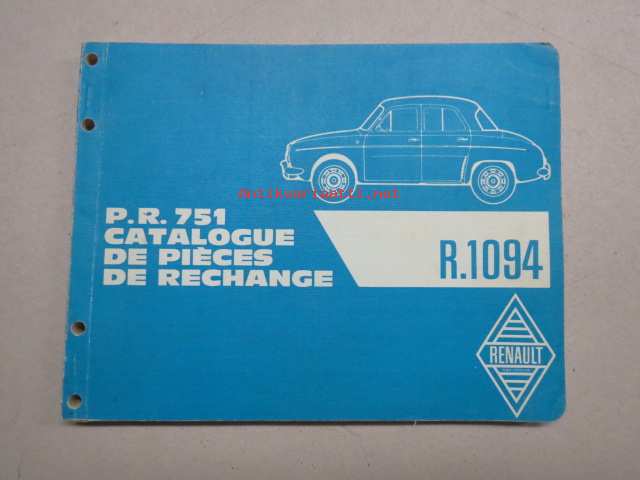 Antikvariaatti.net
P.R. 751
CATALOGUE
DE PIÈCES
DE RECHANGE
R.1094
RENAULT